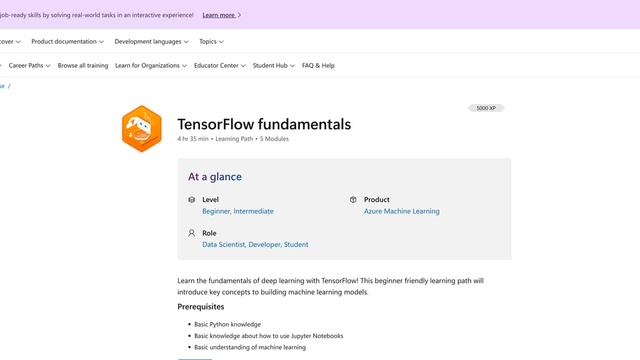 job-ready skills by solving real-world tasks in an interactive experience! Learn more
Product documentation Development languages Topics
Career Paths Browse all training Learn for Organizations Educator Center Student Hub FAQ & Help
/
5000 XP
TensorFlow fundamentals
4 hr 35 min • Learning Path • 5 Modules
At a glance
Level Product
Beginner, Intermediate Azure Machine Learning
Role
Data Scientist, Developer, Student
Learn the fundamentals of deep learning with TensorFlow! This beginner friendly learning path will
introduce key concepts to building machine learning models.
Prerequisites
• Basic Python knowledge
• Basic knowledge about how to use Jupyter Notebooks
• Basic understanding of machine learning